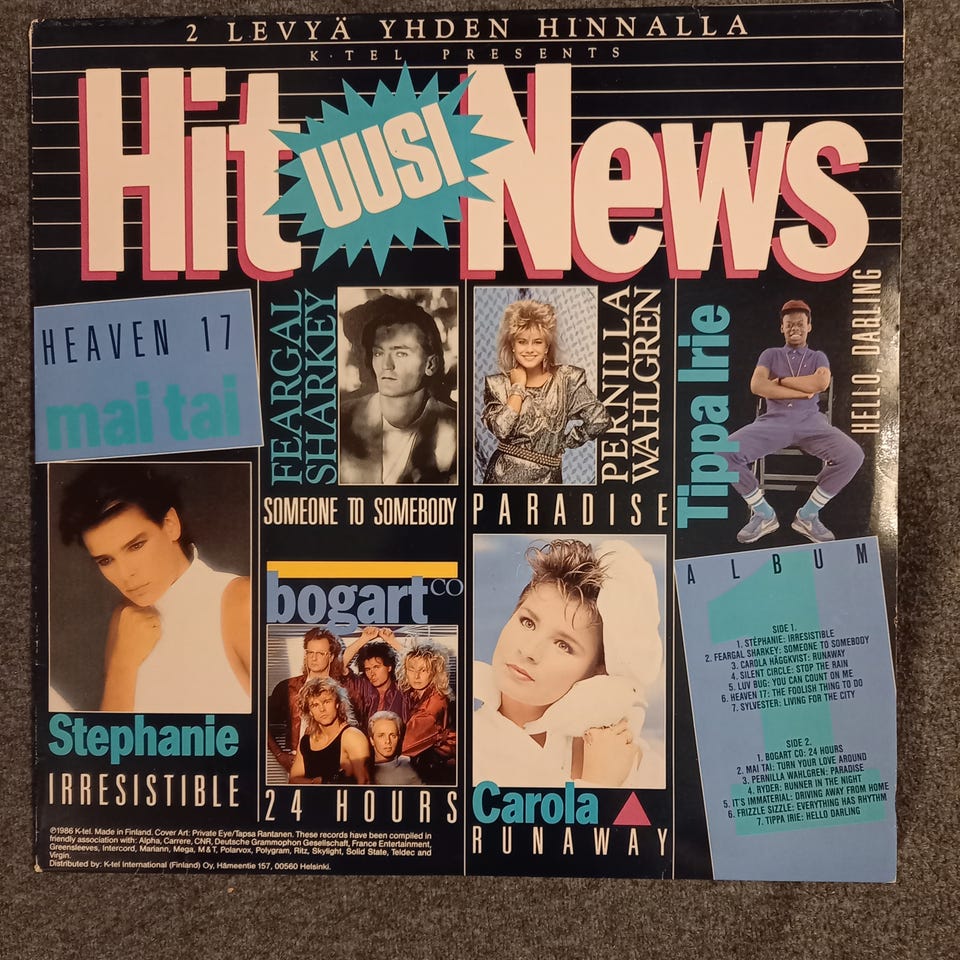 2 LEVYÄ YHDEN HINNALLA
K·TEL PRESENTS
Hit UUSI News
HEAVEN 17
mai tai
Stephanie
IRRESISTIBLE
FEARGAL
SHARKEY
SOMEONE TO SOMEBODY
bogart CO
24 HOURS
PERNILLA
WAHLGREN
PARADISE
Carola
RUNAWAY
Tippa Irie
HELLO, DARLING
ALBUM
1
SIDE 1.
1. STÉPHANIE: IRRESISTIBLE
2. FEARGAL SHARKEY: SOMEONE TO SOMEBODY
3. CAROLA HÄGGKVIST: RUNAWAY
4. SILENT CIRCLE: STOP THE RAIN
5. LUV BUG: YOU CAN COUNT ON ME
6. HEAVEN 17: THE FOOLISH THING TO DO
7. SYLVESTER: LIVING FOR THE CITY
SIDE 2.
1. BOGART CO: 24 HOURS
2. MAI TAI: TURN YOUR LOVE AROUND
3. PERNILLA WAHLGREN: PARADISE
4. RYDER: RUNNER IN THE NIGHT
5. IT'S IMMATERIAL: DRIVING AWAY FROM HOME
6. FRIZZLE SIZZLE: EVERYTHING HAS RHYTHM
7. TIPPA IRIE: HELLO DARLING
℗1986 K-tel. Made in Finland. Cover Art: Private Eye/Tapsa Rantanen. These records have been compiled in
friendly association with: Alpha, Carrere, CNR, Deutsche Grammophon Gesellschaft, France Entertainment,
Greensleeves, Intercord, Mariann, Mega, M&T, Polarvox, Polygram, Ritz, Skylight, Solid State, Teldec and
Virgin.
Distributed by: K-tel International (Finland) Oy, Hämeentie 157, 00560 Helsinki.